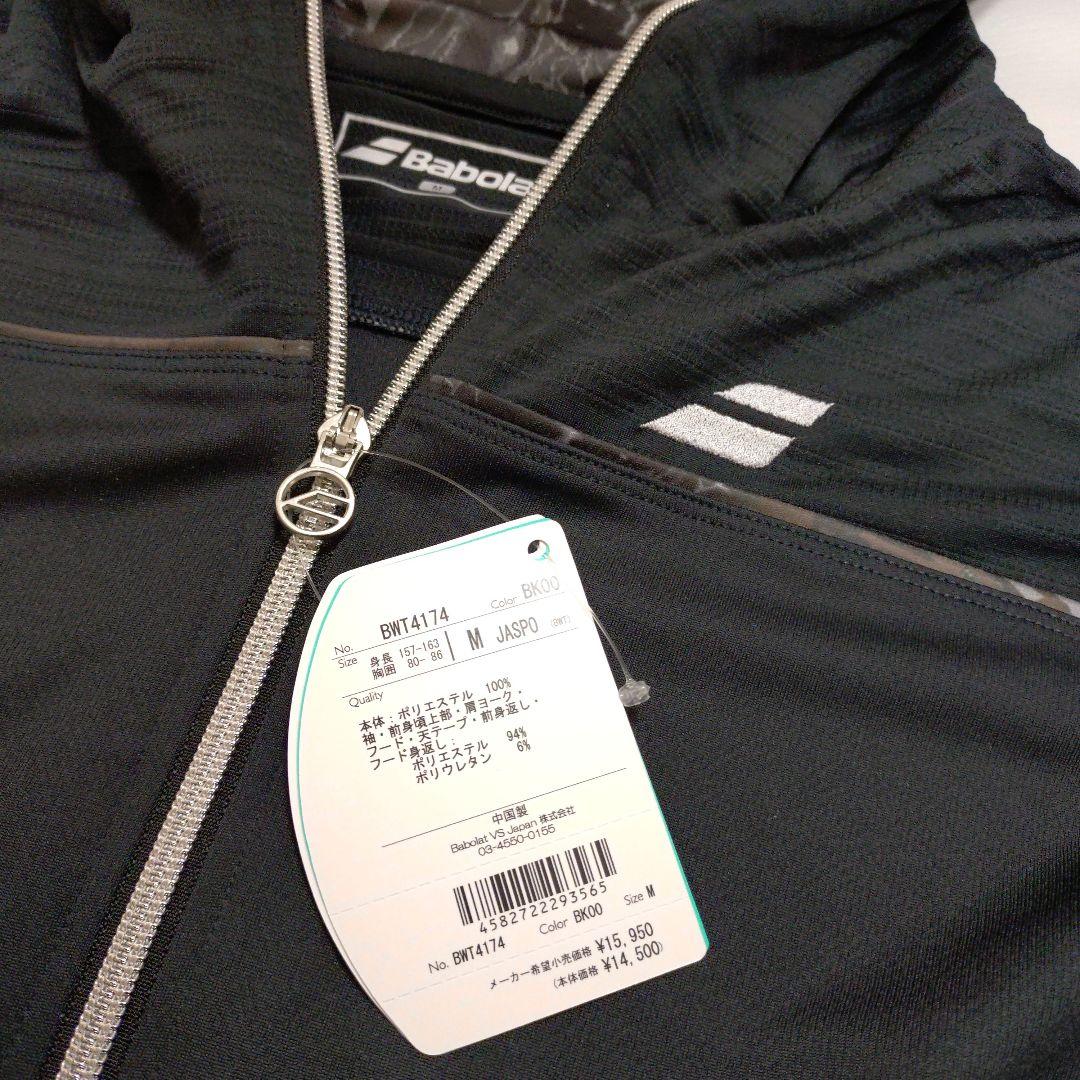 Babola
M
No. BWT4174 Color BK00
Size 身長 157-163 M JASPO (BWT)
胸囲 80- 86
Quality
本体：ポリエステル 100%
袖・前身頃上部・肩ヨーク・
フード・天テープ・前身返し・
フード身返し：
ポリエステル 94%
ポリウレタン 6%
中国製
Babolat VS Japan 株式会社
03-4550-0155
4582722293565
No. BWT4174 Color BK00 Size M
メーカー希望小売価格 ¥15,950
(本体価格 ¥14,500)